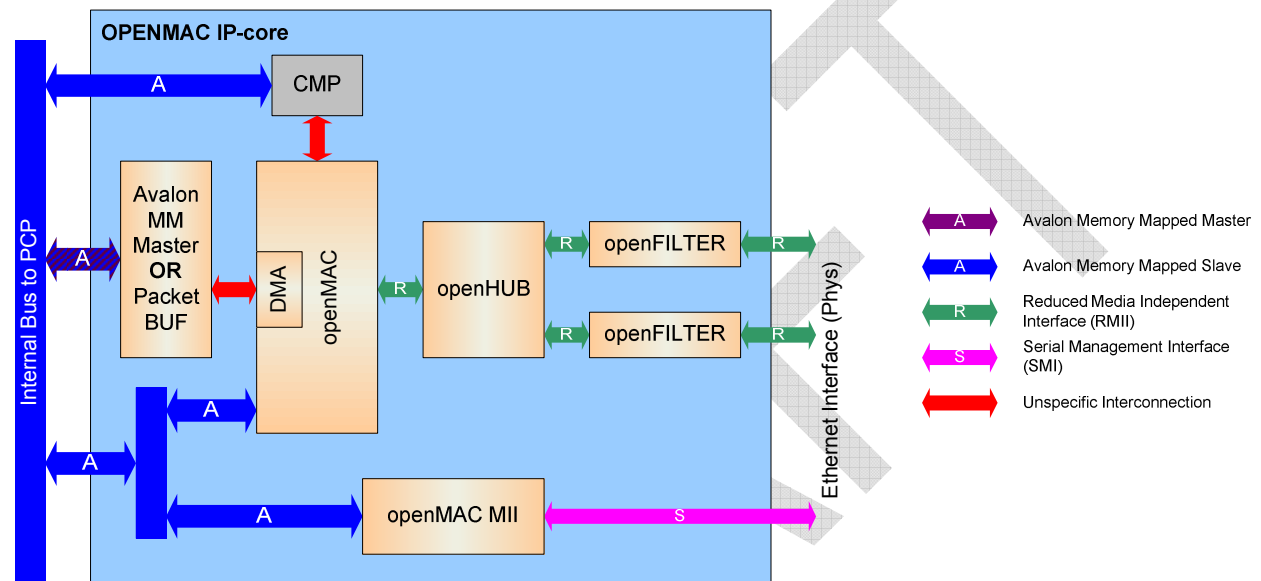 OPENMAC IP-core
A
CMP
Internal Bus to PCP
Avalon
MM
Master
OR
Packet
BUF
A
DMA
openMAC
R
openHUB
R
openFILTER
R
R
openFILTER
R
A
A
A
openMAC MII
S
Ethernet Interface (Phys)
A
Avalon Memory Mapped Master
A
Avalon Memory Mapped Slave
R
Reduced Media Independent
Interface (RMII)
S
Serial Management Interface
(SMI)
Unspecific Interconnection